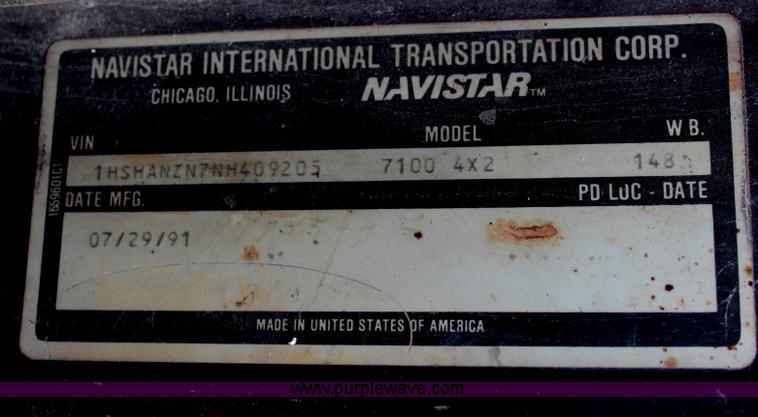 NAVISTAR INTERNATIONAL TRANSPORTATION CORP.
CHICAGO, ILLINOIS NAVISTAR™
VIN MODEL W B.
1HSHANZN7NH409205 7100 4X2 148
1659601C1
DATE MFG. PD LOC - DATE
07/29/91
MADE IN UNITED STATES OF AMERICA
www.purplewave.com